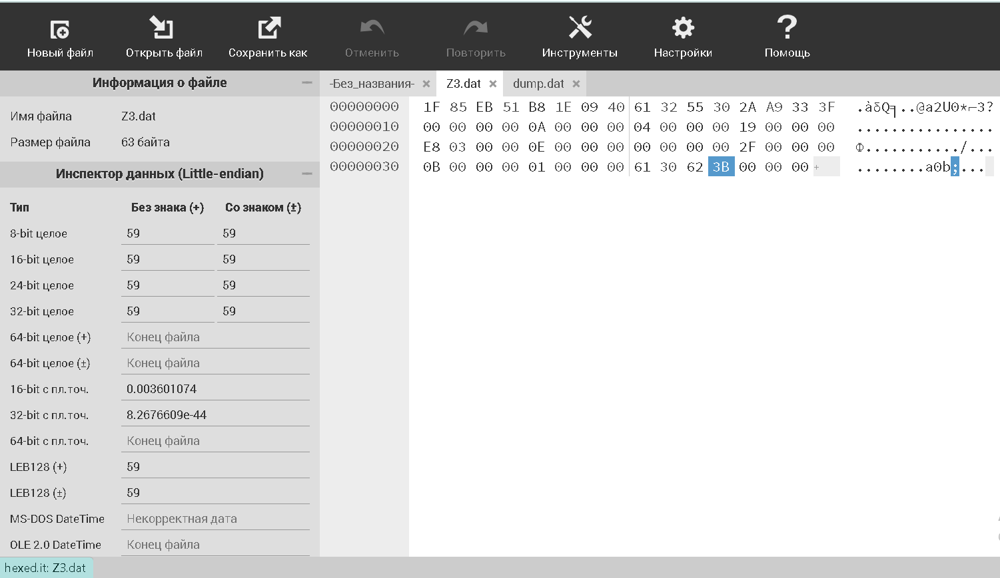 Новый файл Открыть файл Сохранить как Отменить Повторить Инструменты Настройки Помощь
Информация о файле
Имя файла Z3.dat
Размер файла 63 байта
Инспектор данных (Little-endian)
Тип Без знака (+) Со знаком (±)
8-bit целое 59 59
16-bit целое 59 59
24-bit целое 59 59
32-bit целое 59 59
64-bit целое (+) Конец файла
64-bit целое (±) Конец файла
16-bit с пл.точ. 0.003601074
32-bit с пл.точ. 8.2676609e-44
64-bit с пл.точ. Конец файла
LEB128 (+) 59
LEB128 (±) 59
MS-DOS DateTime Некорректная дата
OLE 2.0 DateTime Конец файла
-Без_названия- × Z3.dat × dump.dat ×
00000000 1F 85 EB 51 B8 1E 09 40 61 32 55 30 2A A9 33 3F .àδQ╕..@a2U0*⌐3?
00000010 00 00 00 00 0A 00 00 00 04 00 00 00 19 00 00 00 ................
00000020 E8 03 00 00 0E 00 00 00 00 00 00 00 2F 00 00 00 Φ.........../...
00000030 0B 00 00 00 01 00 00 00 61 30 62 3B 00 00 00 + ........a0b;...
hexed.it: Z3.dat